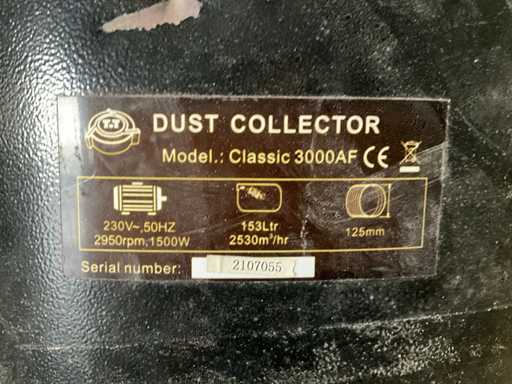 DUST COLLECTOR
Model.: Classic 3000AF CE
230V~,50HZ
2950rpm,1500W
153Ltr
2530m³/hr
125mm
Serial number: 2107055